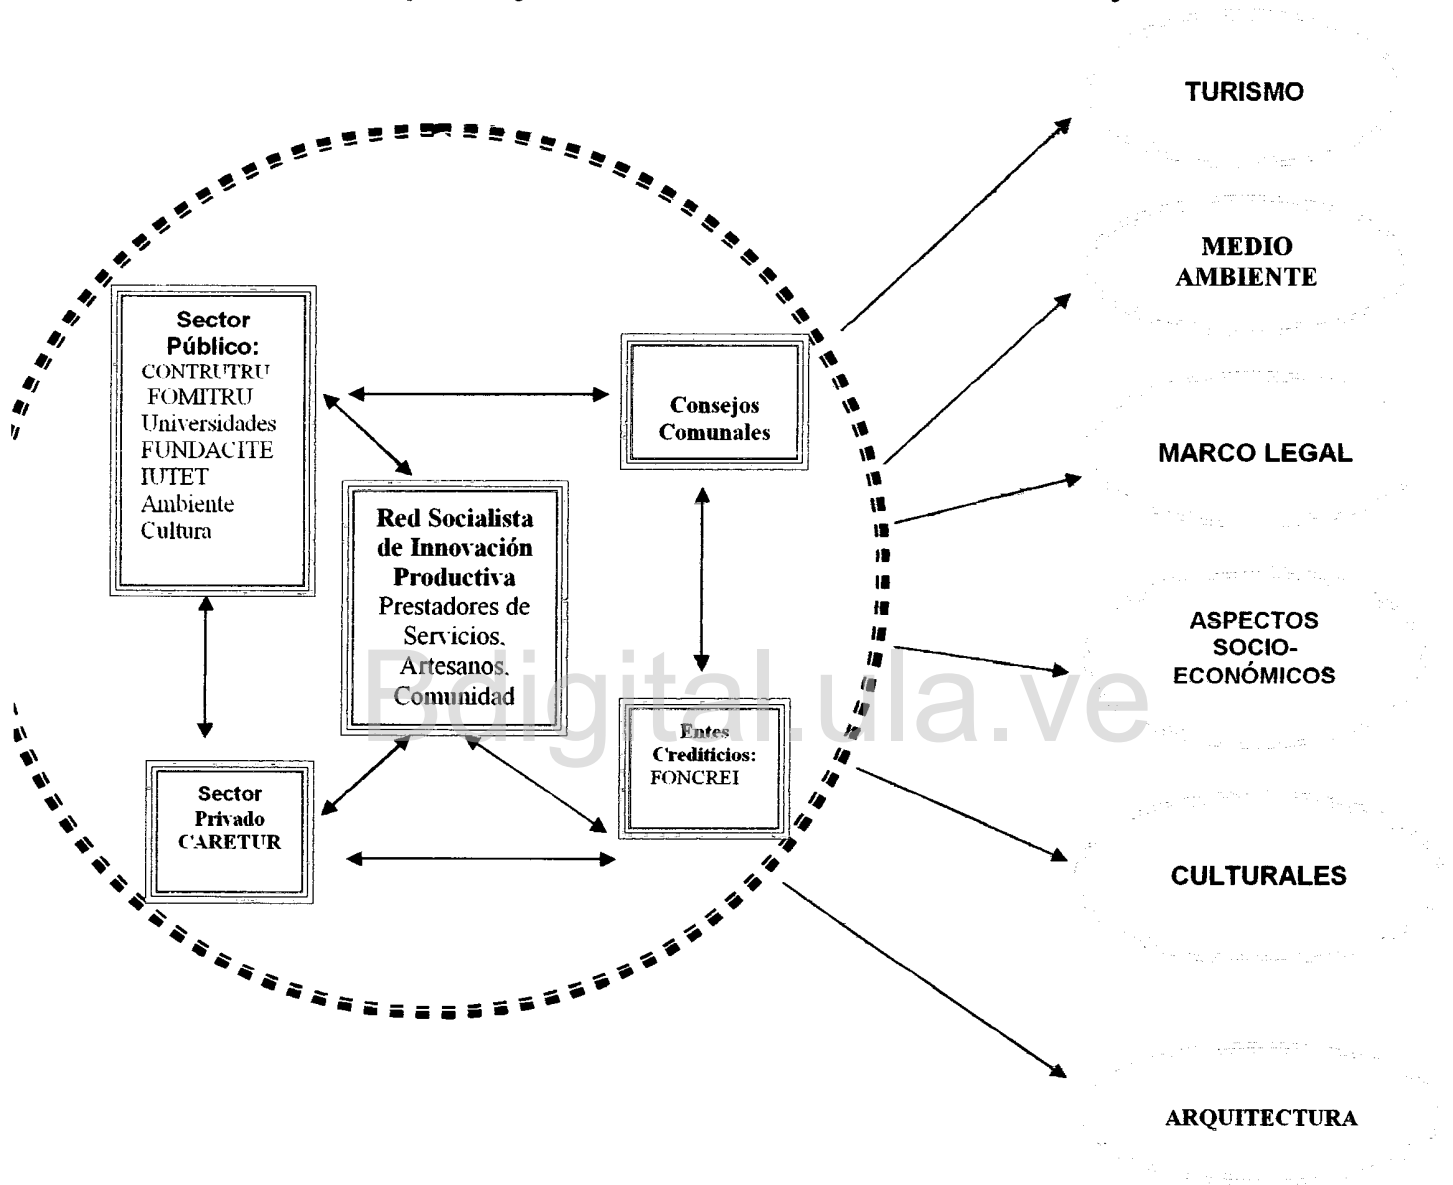 TURISMO
MEDIO
AMBIENTE
MARCO LEGAL
ASPECTOS
SOCIO-
ECONÓMICOS
CULTURALES
ARQUITECTURA
Sector
Público:
CONTRUTRU
FOMITRU
Universidades
FUNDACITE
IUTET
Ambiente
Cultura
Consejos
Comunales
Red Socialista
de Innovación
Productiva
Prestadores de
Servicios,
Artesanos,
Comunidad
Entes
Crediticios:
FONCREI
Sector
Privado
CARETUR
Bdigital.ula.ve